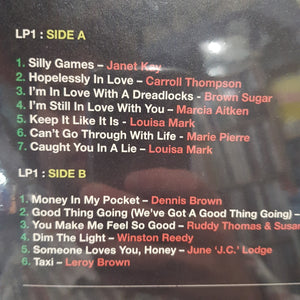 LP1 : SIDE A
1. Silly Games – Janet Kay
2. Hopelessly In Love – Carroll Thompson
3. I'm In Love With A Dreadlocks – Brown Sugar
4. I'm Still In Love With You – Marcia Aitken
5. Keep It Like It Is - Louisa Mark
6. Can't Go Through With Life - Marie Pierre
7. Caught You In A Lie – Louisa Mark
LP1 : SIDE B
1. Money In My Pocket – Dennis Brown
2. Good Thing Going (We've Got A Good Thing Going) –
3. You Make Me Feel So Good – Ruddy Thomas & Susan
4. Dim The Light – Winston Reedy
5. Someone Loves You, Honey – June 'J.C.' Lodge
6. Taxi – Leroy Brown